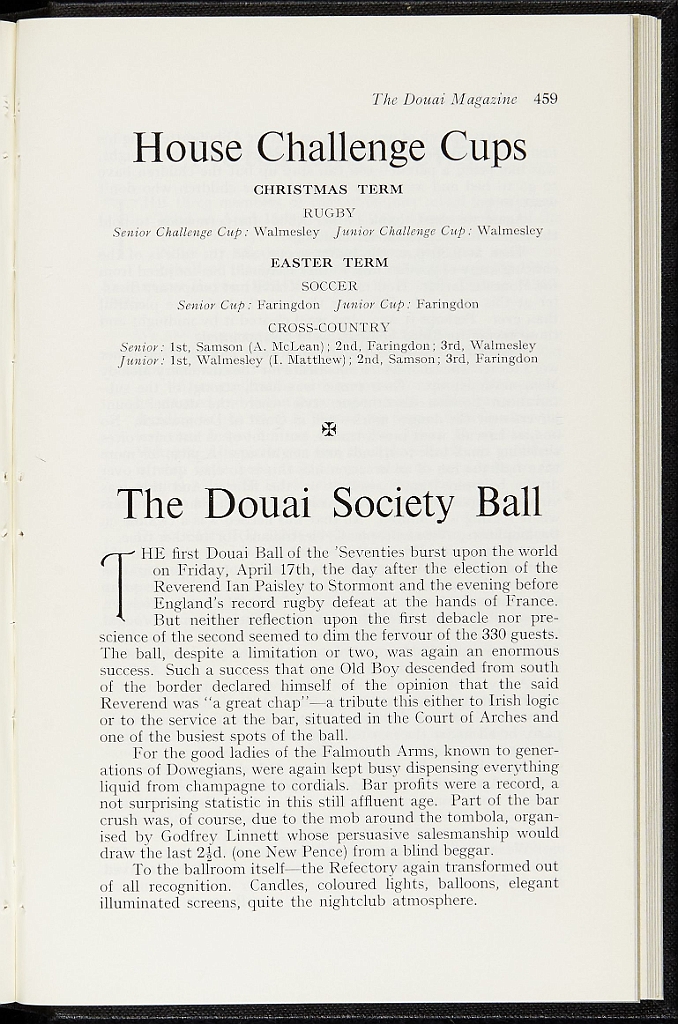 The Douai Magazine 459
House Challenge Cups
CHRISTMAS TERM
RUGBY
Senior Challenge Cup: Walmesley Junior Challenge Cup: Walmesley
EASTER TERM
SOCCER
Senior Cup: Faringdon Junior Cup: Faringdon
CROSS-COUNTRY
Senior: 1st, Samson (A. McLean); 2nd, Faringdon; 3rd, Walmesley
Junior: 1st, Walmesley (I. Matthew); 2nd, Samson; 3rd, Faringdon
✠
The Douai Society Ball
THE first Douai Ball of the 'Seventies burst upon the world
on Friday, April 17th, the day after the election of the
Reverend Ian Paisley to Stormont and the evening before
England's record rugby defeat at the hands of France.
But neither reflection upon the first debacle nor pre-
science of the second seemed to dim the fervour of the 330 guests.
The ball, despite a limitation or two, was again an enormous
success. Such a success that one Old Boy descended from south
of the border declared himself of the opinion that the said
Reverend was "a great chap"—a tribute this either to Irish logic
or to the service at the bar, situated in the Court of Arches and
one of the busiest spots of the ball.
For the good ladies of the Falmouth Arms, known to gener-
ations of Dowegians, were again kept busy dispensing everything
liquid from champagne to cordials. Bar profits were a record, a
not surprising statistic in this still affluent age. Part of the bar
crush was, of course, due to the mob around the tombola, organ-
ised by Godfrey Linnett whose persuasive salesmanship would
draw the last 2½d. (one New Pence) from a blind beggar.
To the ballroom itself—the Refectory again transformed out
of all recognition. Candles, coloured lights, balloons, elegant
illuminated screens, quite the nightclub atmosphere.